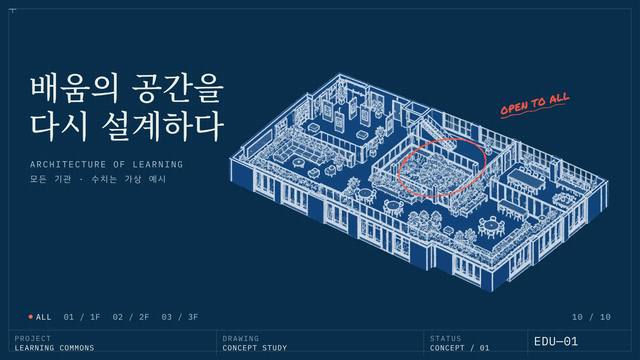 배움의 공간을
다시 설계하다
ARCHITECTURE OF LEARNING
모든 기관 · 수치는 가상 예시
OPEN TO ALL
ALL 01 / 1F 02 / 2F 03 / 3F
10 / 10
PROJECT
LEARNING COMMONS
DRAWING
CONCEPT STUDY
STATUS
CONCEPT / 01
EDU—01